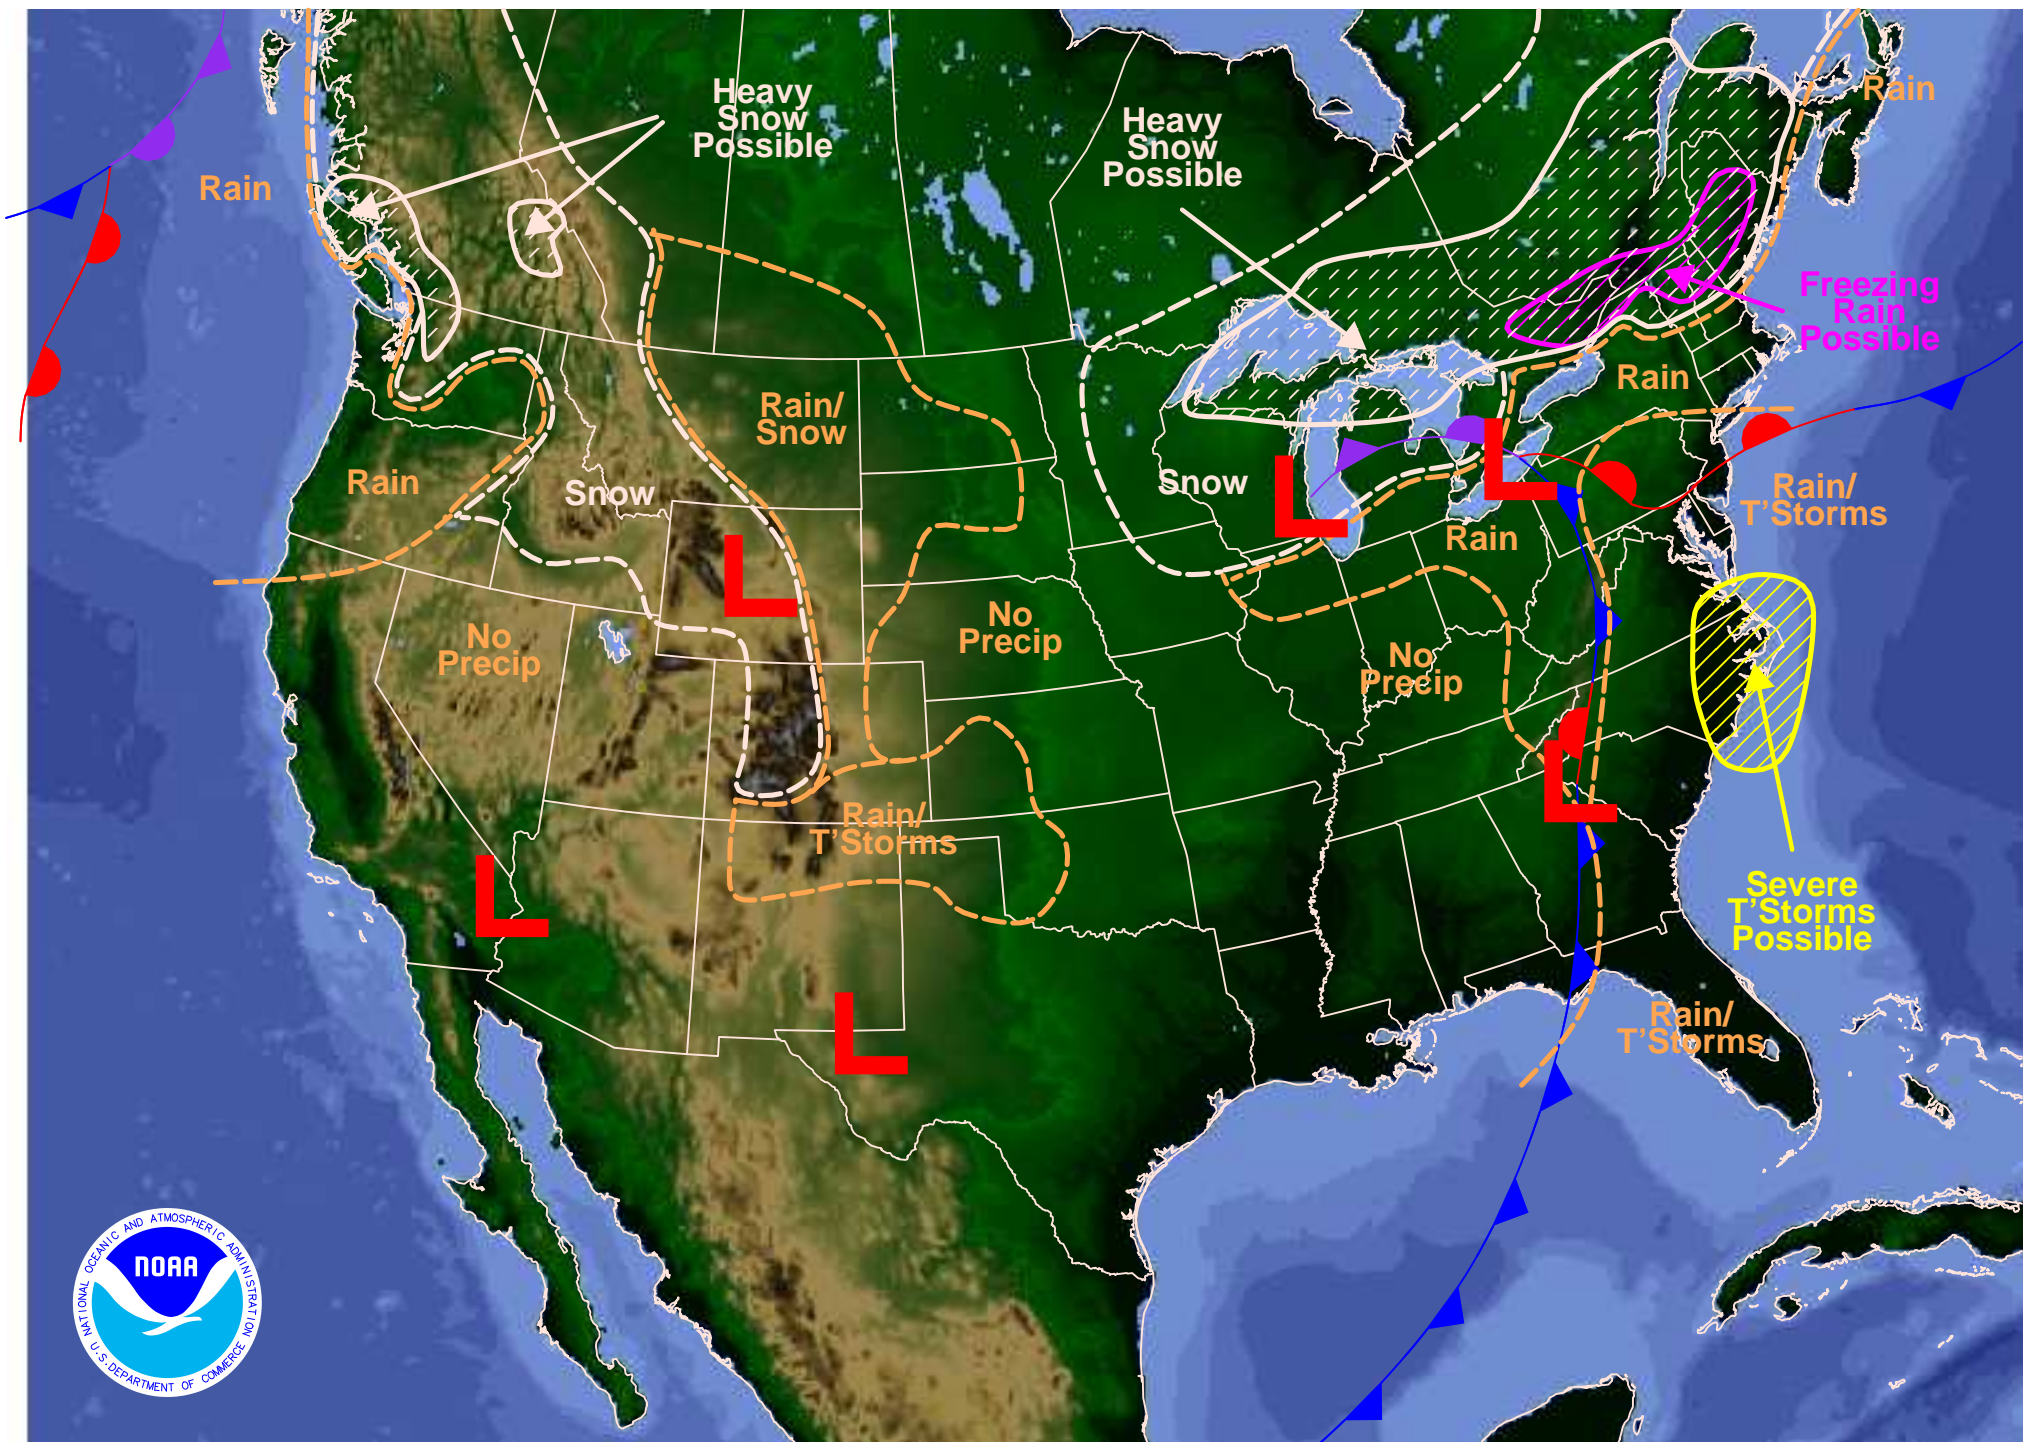 Heavy
Snow
Possible
Heavy
Snow
Possible
Rain
Rain
Freezing
Rain
Possible
Rain
Rain/
Snow
Rain
Snow
Snow
Rain/
T'Storms
Rain
No
Precip
No
Precip
No
Precip
Rain/
T'Storms
Severe
T'Storms
Possible
Rain/
T'Storms
L
L
L
L
L
L
NATIONAL OCEANIC AND ATMOSPHERIC ADMINISTRATION
NOAA
U.S. DEPARTMENT OF COMMERCE